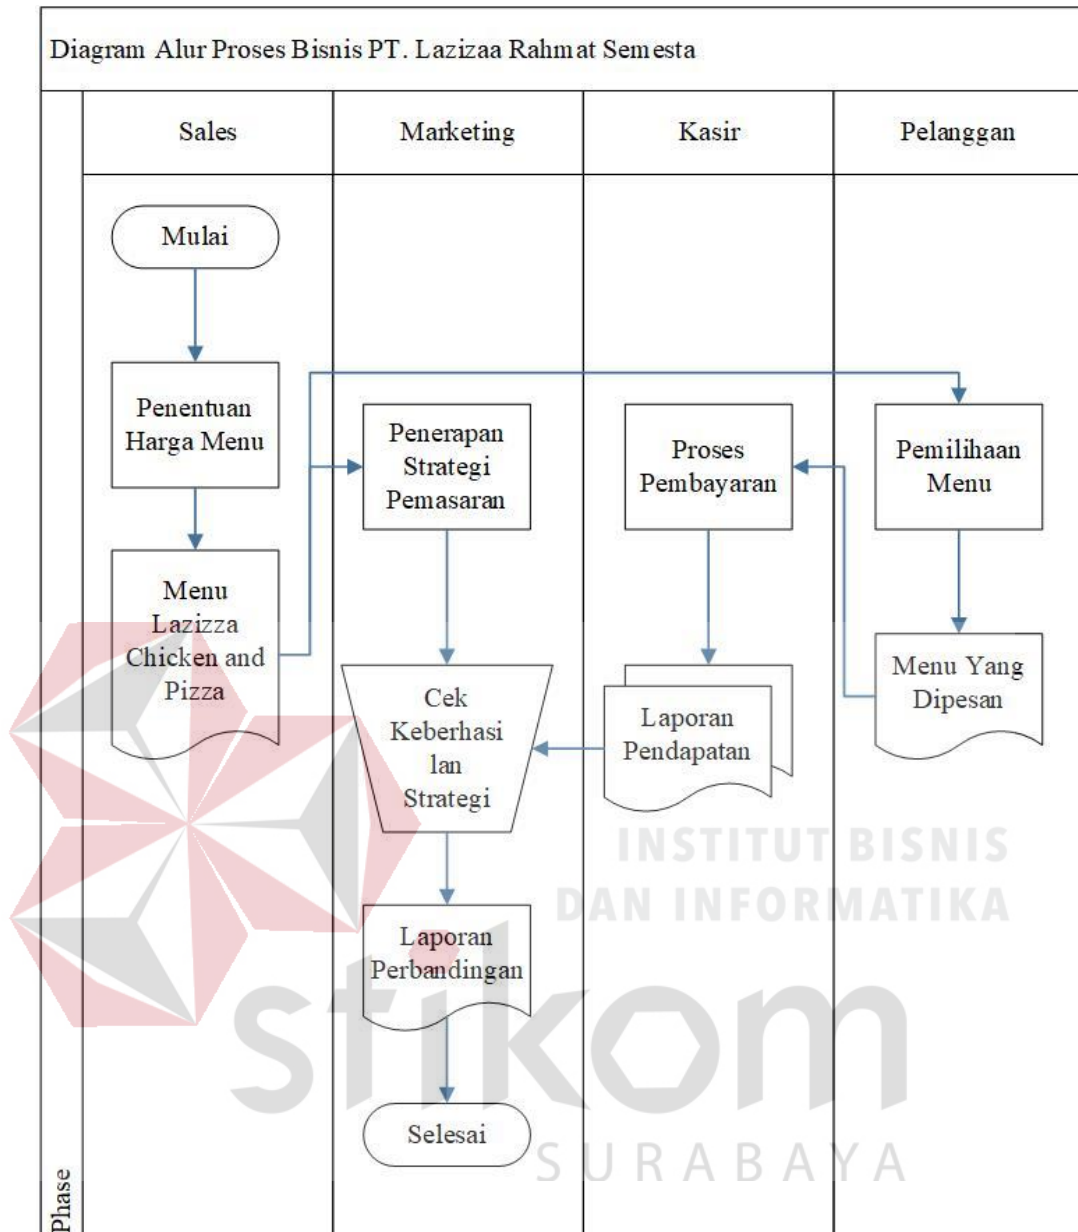 Diagram Alur Proses Bisnis PT. Lazizaa Rahmat Semesta
Sales
Marketing
Kasir
Pelanggan
Mulai
Penentuan
Harga Menu
Penerapan
Strategi
Pemasaran
Proses
Pembayaran
Pemilihaan
Menu
Menu
Lazizza
Chicken and
Pizza
Cek
Keberhasi
lan
Strategi
Laporan
Pendapatan
Menu Yang
Dipesan
Laporan
Perbandingan
Selesai
Phase
INSTITUT BISNIS
DAN INFORMATIKA
stikom
SURABAYA